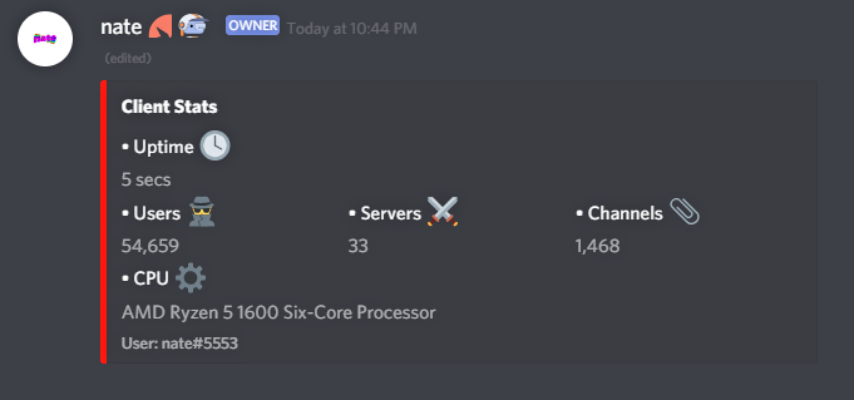 nate OWNER Today at 10:44 PM
nate
(edited)
Client Stats
• Uptime
5 secs
• Users • Servers • Channels
54,659 33 1,468
• CPU
AMD Ryzen 5 1600 Six-Core Processor
User: nate#5553